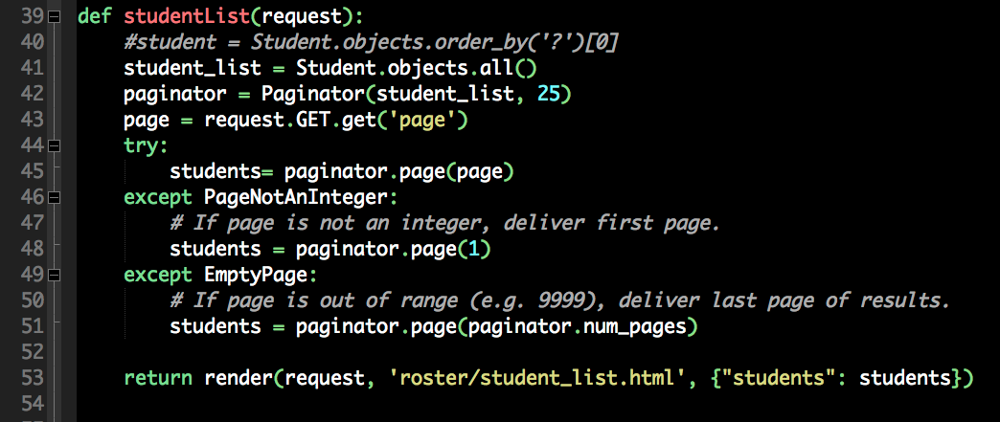 39 def studentList(request):
40     #student = Student.objects.order_by('?')[0]
41     student_list = Student.objects.all()
42     paginator = Paginator(student_list, 25)
43     page = request.GET.get('page')
44     try:
45         students= paginator.page(page)
46     except PageNotAnInteger:
47         # If page is not an integer, deliver first page.
48         students = paginator.page(1)
49     except EmptyPage:
50         # If page is out of range (e.g. 9999), deliver last page of results.
51         students = paginator.page(paginator.num_pages)
52
53     return render(request, 'roster/student_list.html', {"students": students})
54